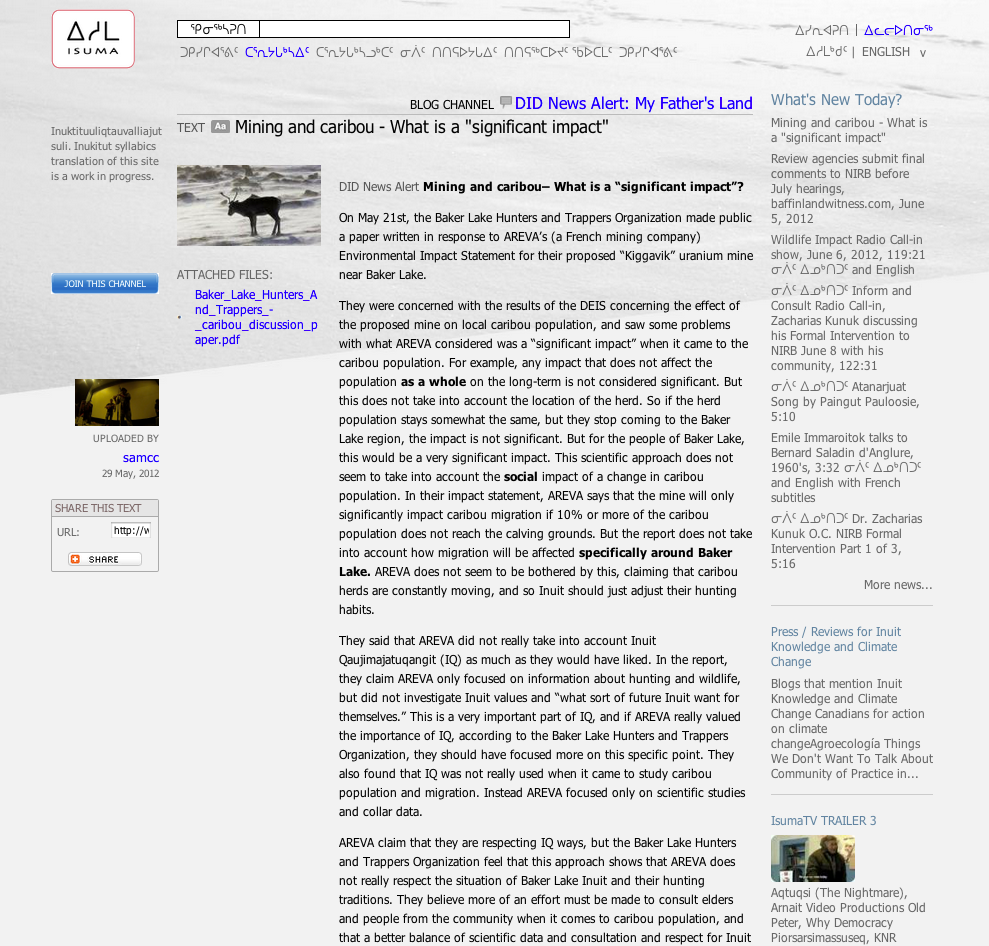 ᐃᓱᒪ
ISUMA
ᕿᓂᖅᓴᕈᑎ
ᐃᓯᕆᐊᕈᑎ | ᐃᓚᓕᐅᑎᓂᖅ
ᐃᓱᒃᑯᑦ | ENGLISH ∨
BLOG CHANNEL DID News Alert: My Father's Land
TEXT Aa Mining and caribou - What is a "significant impact"
Inuktituuliqtauvalliajut
suli. Inukitut syllabics
translation of this site
is a work in progress.
JOIN THIS CHANNEL
UPLOADED BY
samcc
29 May, 2012
SHARE THIS TEXT
URL: http://w
SHARE
ATTACHED FILES:
Baker_Lake_Hunters_A
nd_Trappers_-
_caribou_discussion_p
aper.pdf
DID News Alert Mining and caribou– What is a “significant impact”?
On May 21st, the Baker Lake Hunters and Trappers Organization made public
a paper written in response to AREVA’s (a French mining company)
Environmental Impact Statement for their proposed “Kiggavik” uranium mine
near Baker Lake.
They were concerned with the results of the DEIS concerning the effect of
the proposed mine on local caribou population, and saw some problems
with what AREVA considered was a “significant impact” when it came to the
caribou population. For example, any impact that does not affect the
population as a whole on the long-term is not considered significant. But
this does not take into account the location of the herd. So if the herd
population stays somewhat the same, but they stop coming to the Baker
Lake region, the impact is not significant. But for the people of Baker Lake,
this would be a very significant impact. This scientific approach does not
seem to take into account the social impact of a change in caribou
population. In their impact statement, AREVA says that the mine will only
significantly impact caribou migration if 10% or more of the caribou
population does not reach the calving grounds. But the report does not take
into account how migration will be affected specifically around Baker
Lake. AREVA does not seem to be bothered by this, claiming that caribou
herds are constantly moving, and so Inuit should just adjust their hunting
habits.
They said that AREVA did not really take into account Inuit
Qaujimajatuqangit (IQ) as much as they would have liked. In the report,
they claim AREVA only focused on information about hunting and wildlife,
but did not investigate Inuit values and “what sort of future Inuit want for
themselves.” This is a very important part of IQ, and if AREVA really valued
the importance of IQ, according to the Baker Lake Hunters and Trappers
Organization, they should have focused more on this specific point. They
also found that IQ was not really used when it came to study caribou
population and migration. Instead AREVA focused only on scientific studies
and collar data.
AREVA claim that they are respecting IQ ways, but the Baker Lake Hunters
and Trappers Organization feel that this approach shows that AREVA does
not really respect the situation of Baker Lake Inuit and their hunting
traditions. They believe more of an effort must be made to consult elders
and people from the community when it comes to caribou population, and
that a better balance of scientific data and consultation and respect for Inuit
What's New Today?
Mining and caribou - What is
a "significant impact"
Review agencies submit final
comments to NIRB before
July hearings,
baffinlandwitness.com, June
5, 2012
Wildlife Impact Radio Call-in
show, June 6, 2012, 119:21
ᓂᐲᑦ ᐃᓄᒃᑎᑐᑦ and English
ᓂᐲᑦ ᐃᓄᒃᑎᑐᑦ Inform and
Consult Radio Call-in,
Zacharias Kunuk discussing
his Formal Intervention to
NIRB June 8 with his
community, 122:31
ᓂᐲᑦ ᐃᓄᒃᑎᑐᑦ Atanarjuat
Song by Paingut Pauloosie,
5:10
Emile Immaroitok talks to
Bernard Saladin d'Anglure,
1960's, 3:32 ᓂᐲᑦ ᐃᓄᒃᑎᑐᑦ
and English with French
subtitles
ᓂᐲᑦ ᐃᓄᒃᑎᑐᑦ Dr. Zacharias
Kunuk O.C. NIRB Formal
Intervention Part 1 of 3,
5:16
More news...
Press / Reviews for Inuit
Knowledge and Climate
Change
Blogs that mention Inuit
Knowledge and Climate
Change Canadians for action
on climate
changeAgroecología Things
We Don't Want To Talk About
Community of Practice in...
IsumaTV TRAILER 3
Aqtuqsi (The Nightmare),
Arnait Video Productions Old
Peter, Why Democracy
Piorsarsimassuseq, KNR